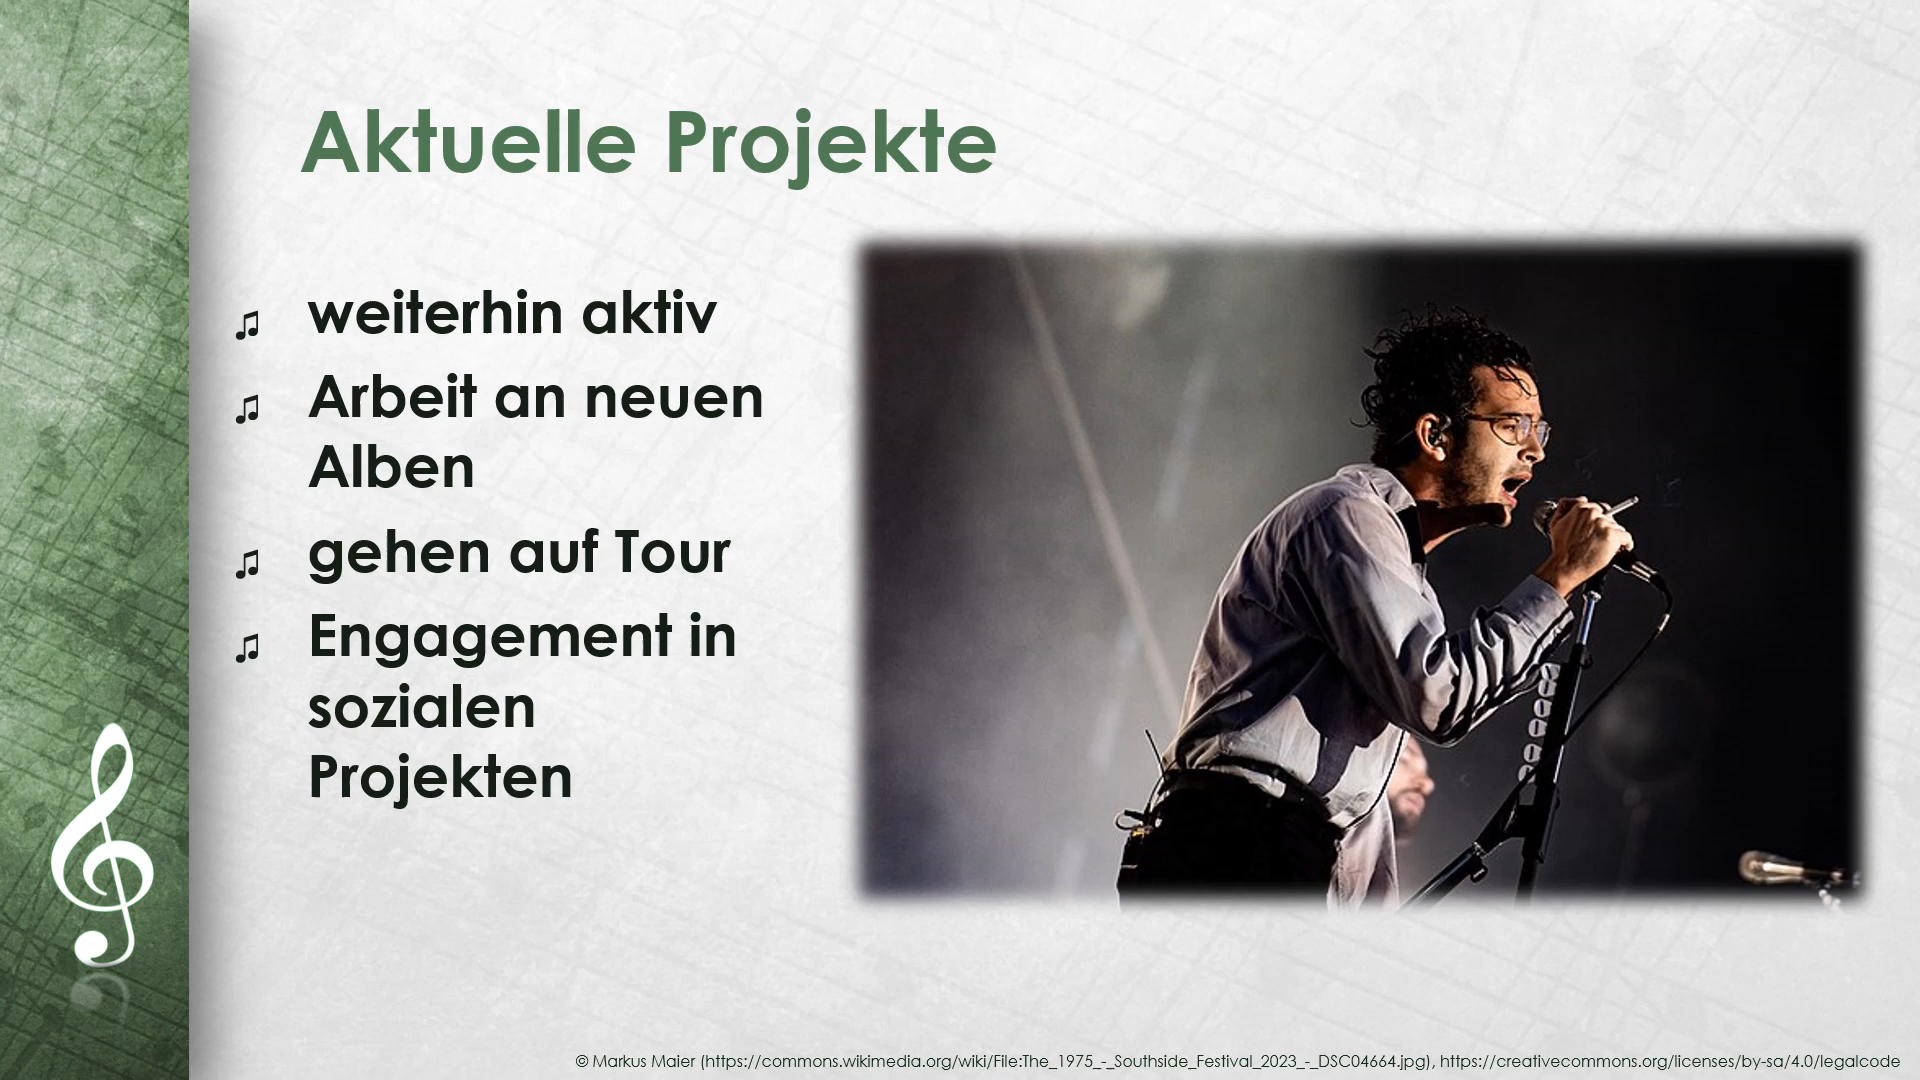 Aktuelle Projekte
♫ weiterhin aktiv
♫ Arbeit an neuen
Alben
♫ gehen auf Tour
♫ Engagement in
sozialen
Projekten
© Markus Maier (https://commons.wikimedia.org/wiki/File:The_1975_-_Southside_Festival_2023_-_DSC04664.jpg), https://creativecommons.org/licenses/by-sa/4.0/legalcode